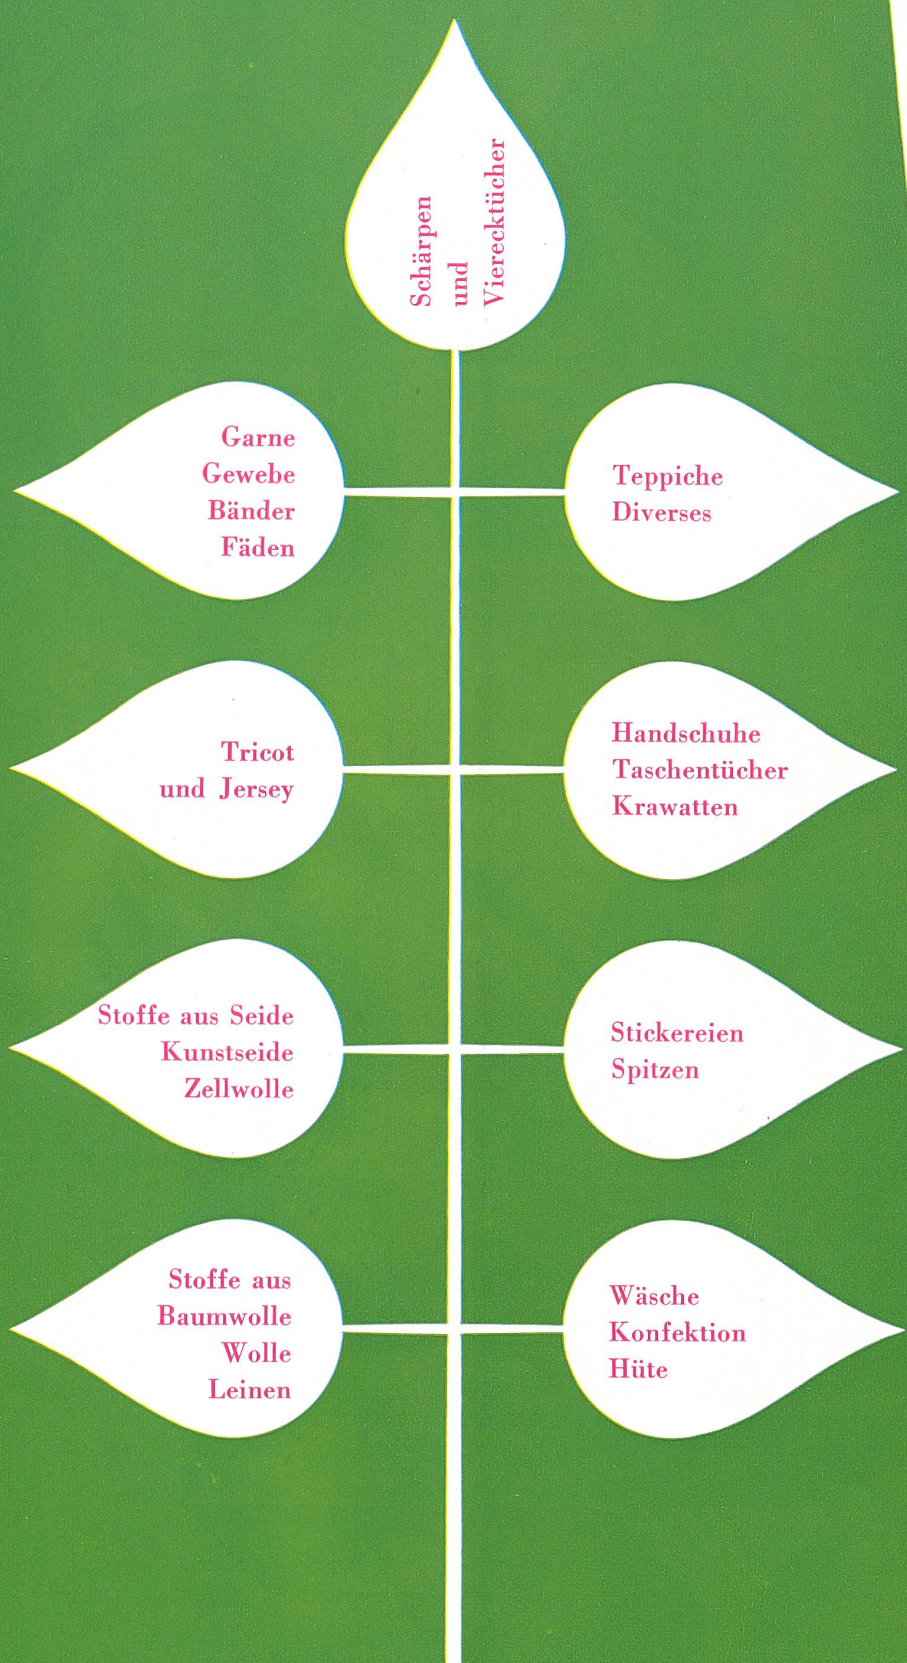 Schärpen
und
Vierecktücher
Garne
Gewebe
Bänder
Fäden
Teppiche
Diverses
Tricot
und Jersey
Handschuhe
Taschentücher
Krawatten
Stoffe aus Seide
Kunstseide
Zellwolle
Stickereien
Spitzen
Stoffe aus
Baumwolle
Wolle
Leinen
Wäsche
Konfektion
Hüte